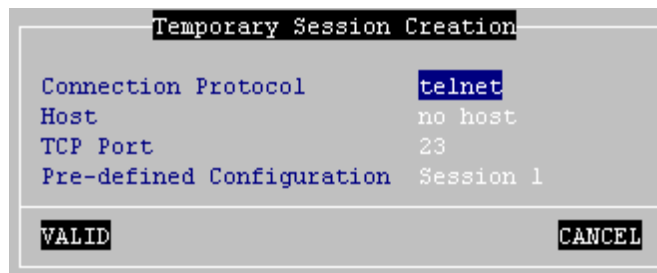 Temporary Session Creation
Connection Protocol telnet
Host no host
TCP Port 23
Pre-defined Configuration Session 1
VALID CANCEL